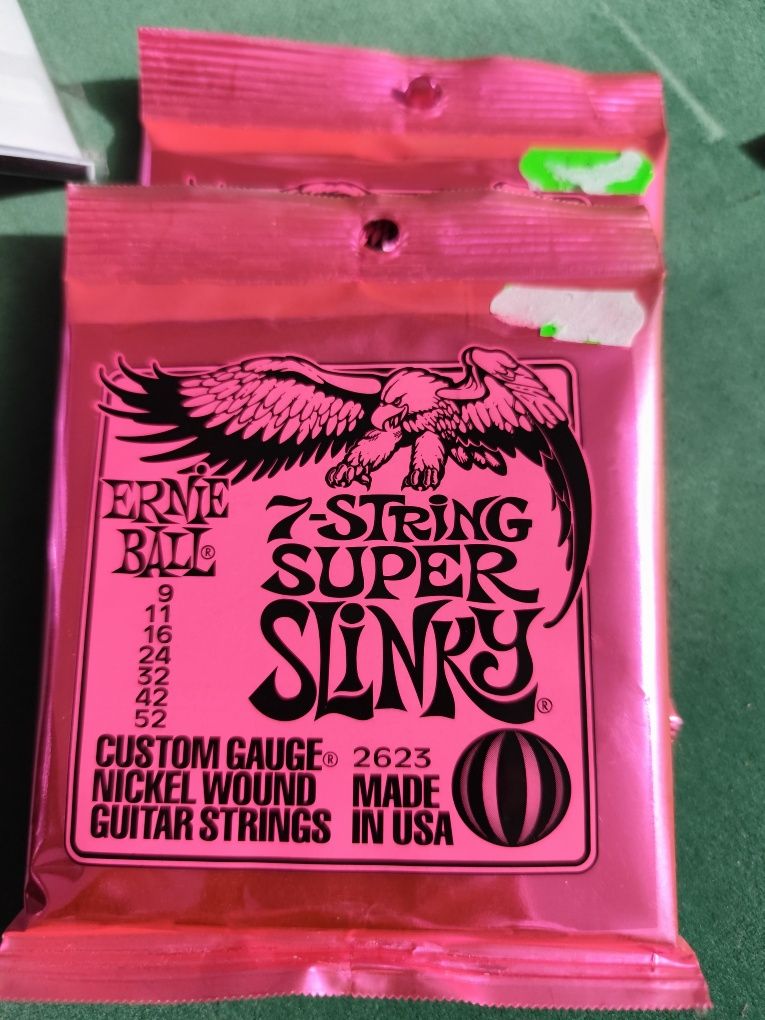 ERNiE
BALL®
7-STRiNG
SUPER
SLiNKY®
9
11
16
24
32
42
52
CUSTOM GAUGE®
NICKEL WOUND
GUITAR STRINGS
2623
MADE
IN USA